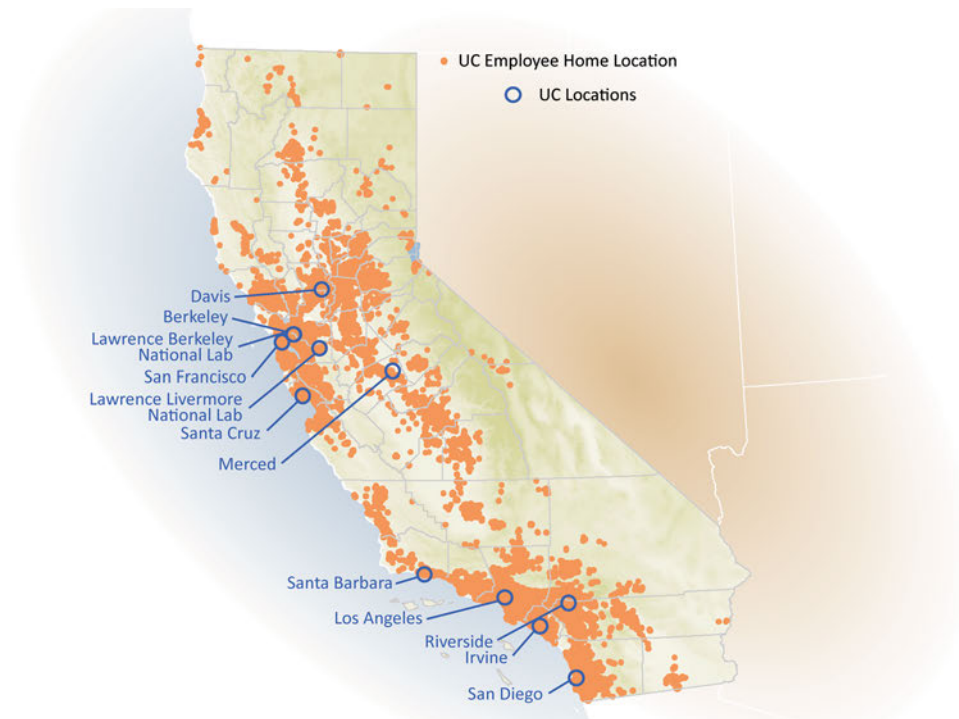 UC Employee Home Location
UC Locations
Davis
Berkeley
Lawrence Berkeley
National Lab
San Francisco
Lawrence Livermore
National Lab
Santa Cruz
Merced
Santa Barbara
Los Angeles
Riverside
Irvine
San Diego